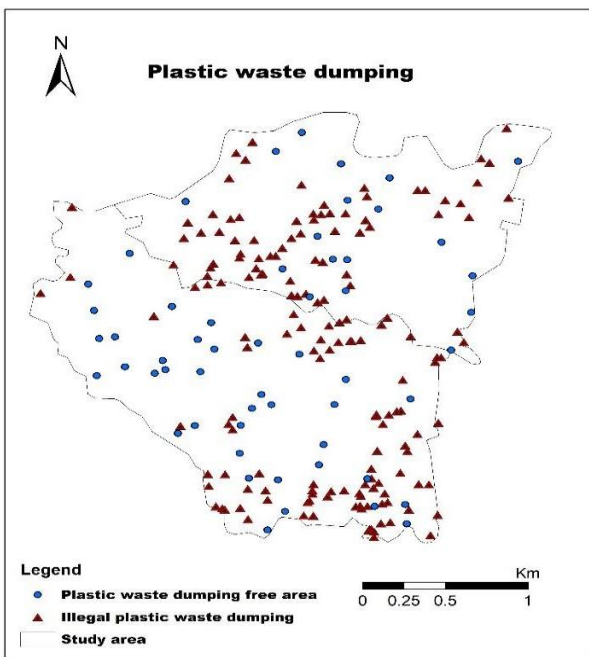 N
Plastic waste dumping
Legend
Plastic waste dumping free area
Illegal plastic waste dumping
Study area
Km
0 0.25 0.5 1